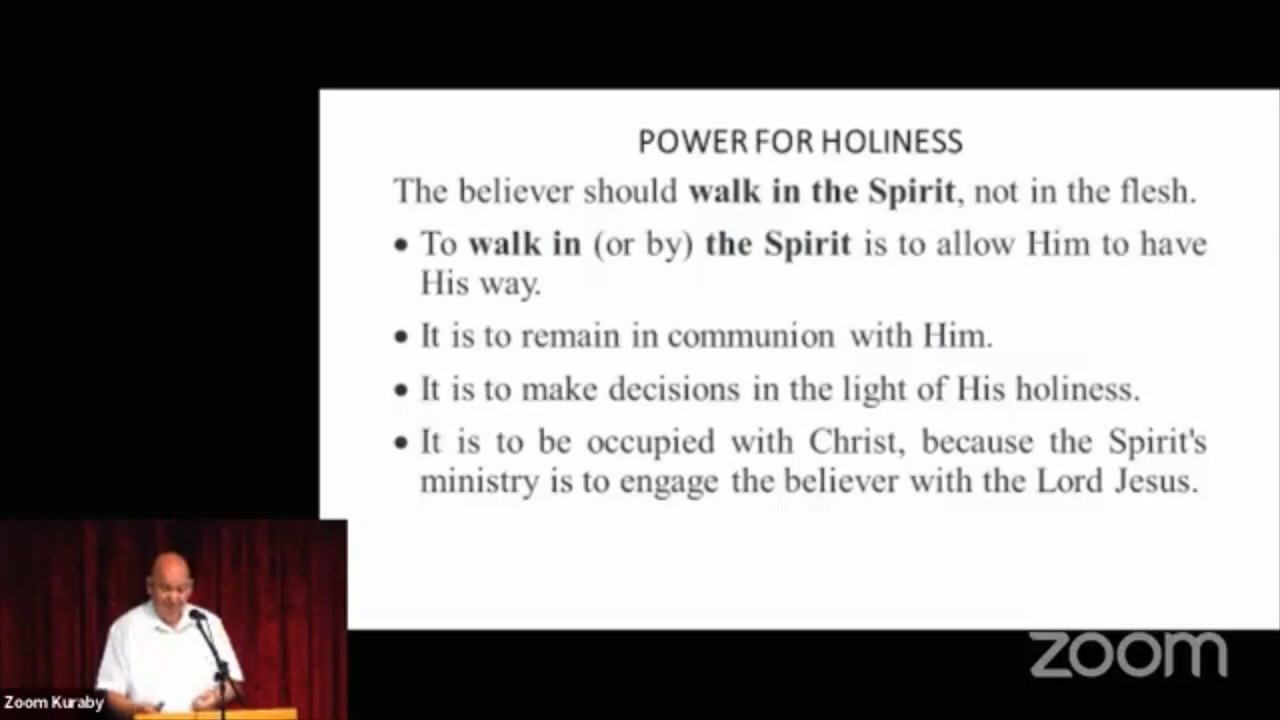 POWER FOR HOLINESS
The believer should walk in the Spirit, not in the flesh.
• To walk in (or by) the Spirit is to allow Him to have
His way.
• It is to remain in communion with Him.
• It is to make decisions in the light of His holiness.
• It is to be occupied with Christ, because the Spirit's
ministry is to engage the believer with the Lord Jesus.
zoom
Zoom Kuraby